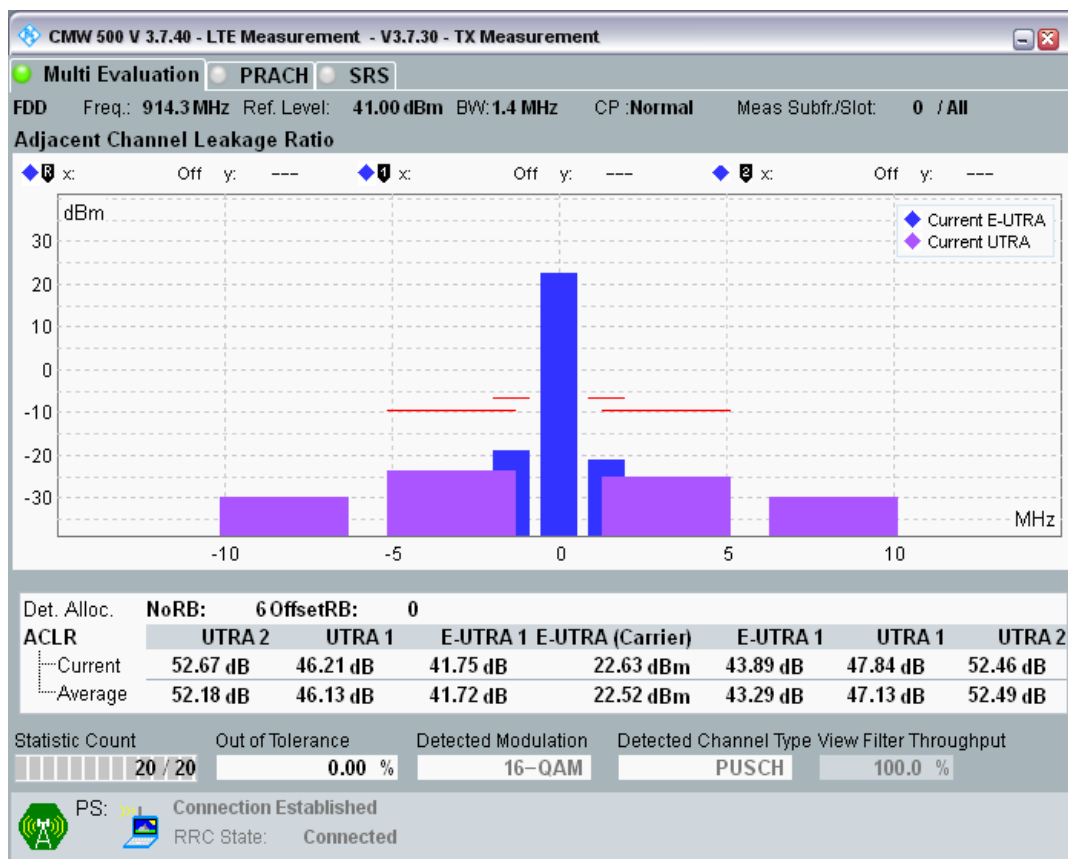 CMW 500 V 3.7.40 - LTE Measurement - V3.7.30 - TX Measurement
Multi Evaluation PRACH SRS
FDD Freq.: 914.3 MHz Ref. Level: 41.00 dBm BW: 1.4 MHz CP :Normal Meas Subfr./Slot: 0 / All
Adjacent Channel Leakage Ratio
R x: Off y: --- 1 x: Off y: --- 2 x: Off y: ---
dBm
Current E-UTRA
Current UTRA
30
20
10
0
-10
-20
-30
MHz
-10 -5 0 5 10
Det. Alloc. NoRB: 6 OffsetRB: 0
ACLR UTRA 2 UTRA 1 E-UTRA 1 E-UTRA (Carrier) E-UTRA 1 UTRA 1 UTRA 2
Current 52.67 dB 46.21 dB 41.75 dB 22.63 dBm 43.89 dB 47.84 dB 52.46 dB
Average 52.18 dB 46.13 dB 41.72 dB 22.52 dBm 43.29 dB 47.13 dB 52.49 dB
Statistic Count Out of Tolerance Detected Modulation Detected Channel Type View Filter Throughput
20 / 20 0.00 % 16-QAM PUSCH 100.0 %
PS: Connection Established
RRC State: Connected